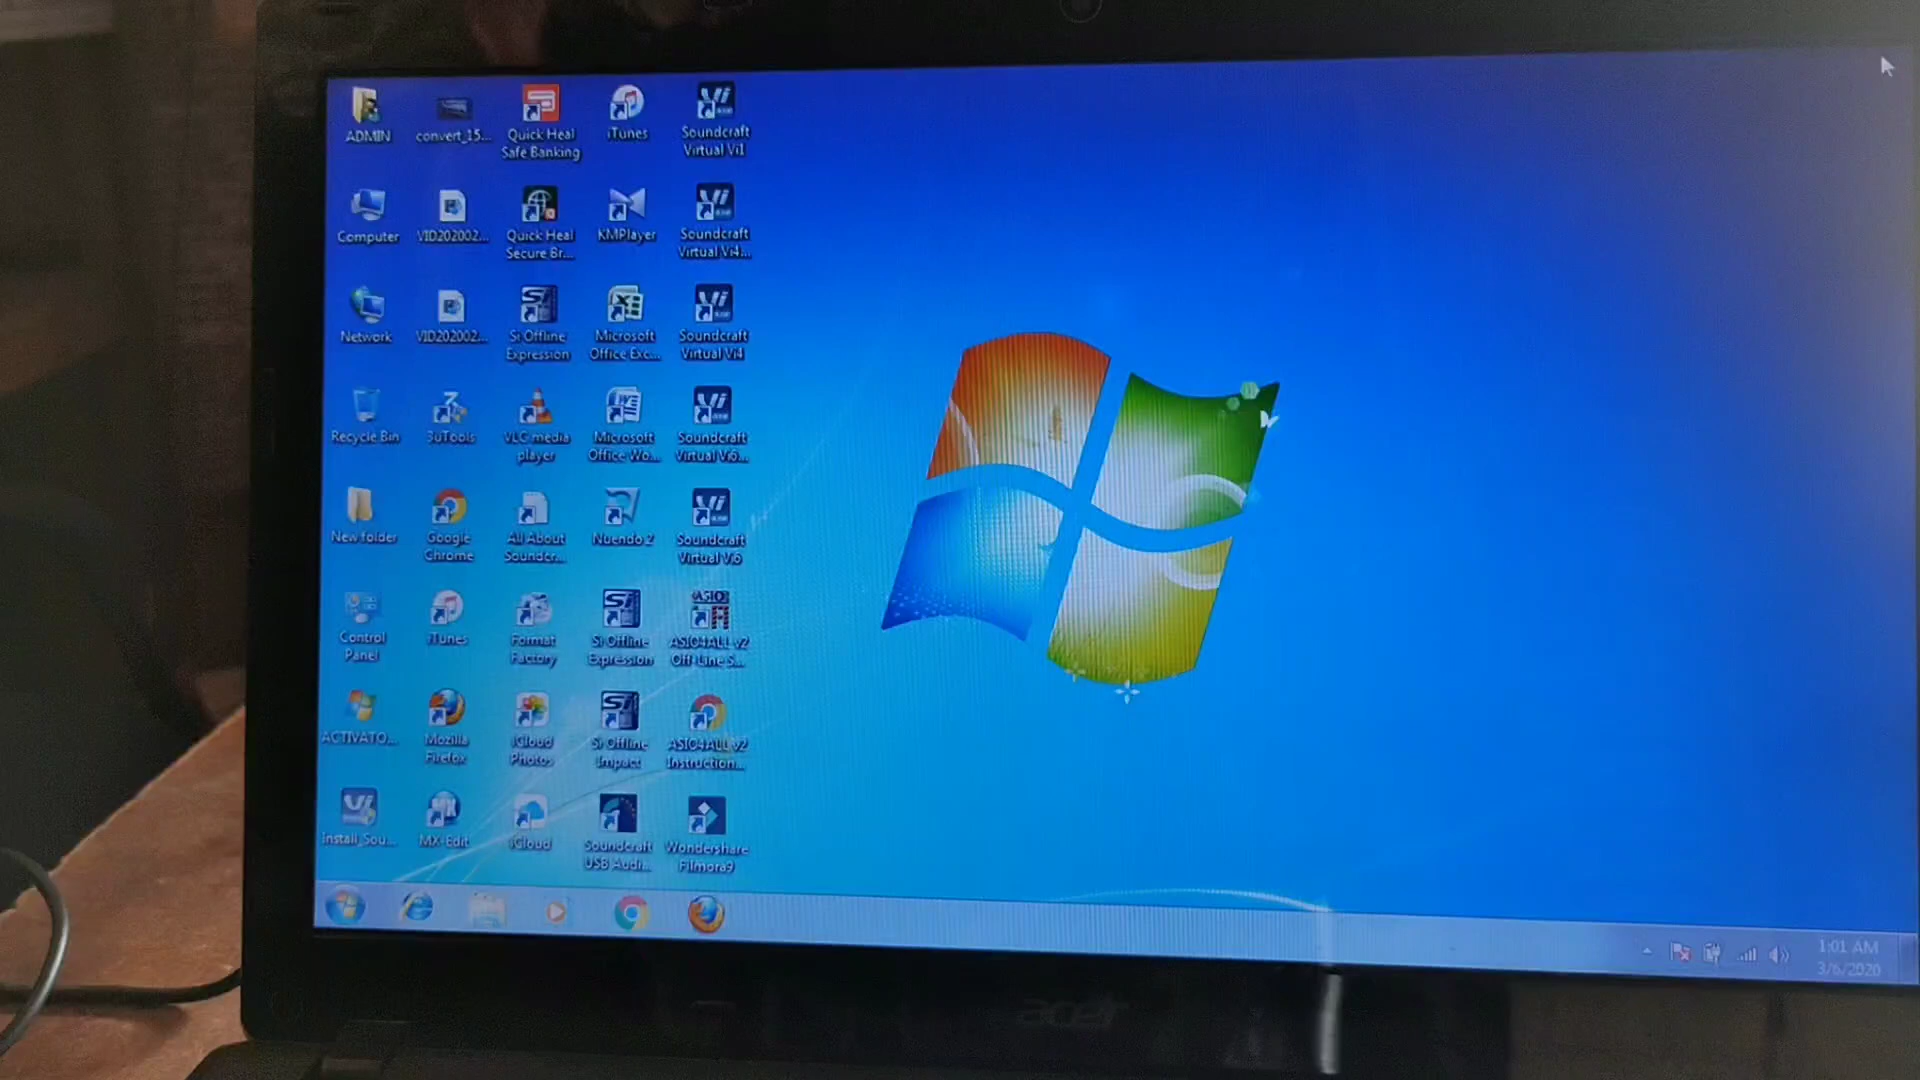 ADMIN
convert_15...
Quick Heal
Safe Banking
iTunes
Soundcraft
Virtual Vi1
Computer
VID202002...
Quick Heal
Secure Br...
KMPlayer
Soundcraft
Virtual Vi4...
Network
VID202002...
Si Offline
Expression
Microsoft
Office Exc...
Soundcraft
Virtual Vi4
Recycle Bin
3uTools
VLC media
player
Microsoft
Office Wo...
Soundcraft
Virtual Vi6...
New folder
Google
Chrome
All About
Soundcr...
Nuendo 2
Soundcraft
Virtual Vi6
Control
Panel
iTunes
Format
Factory
Si Offline
Expression
ASIO4ALL v2
Off-Line S...
ACTIVATO...
Mozilla
Firefox
iCloud
Photos
Si Offline
Impact
ASIO4ALL v2
Instruction...
Install_Sou...
MX-Edit
iCloud
Soundcraft
USB Audi...
Wondershare
Filmora9
1:01 AM
3/6/2020
acer